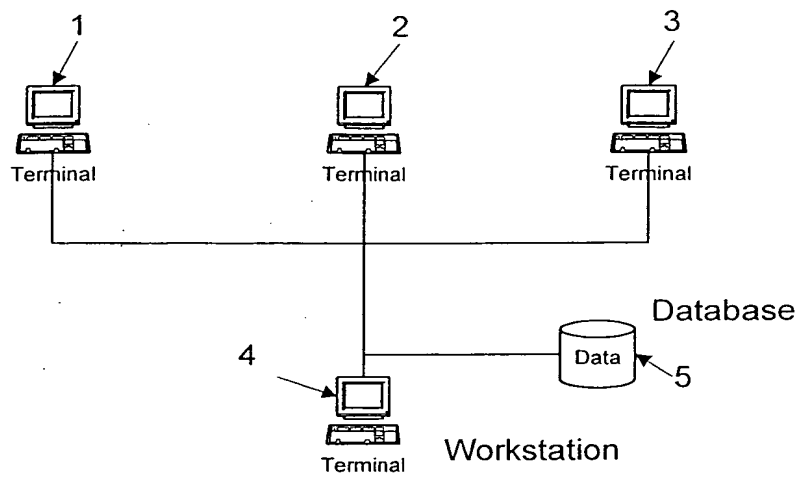 1
2
3
Terminal
Terminal
Terminal
Database
Data
4
5
Workstation
Terminal